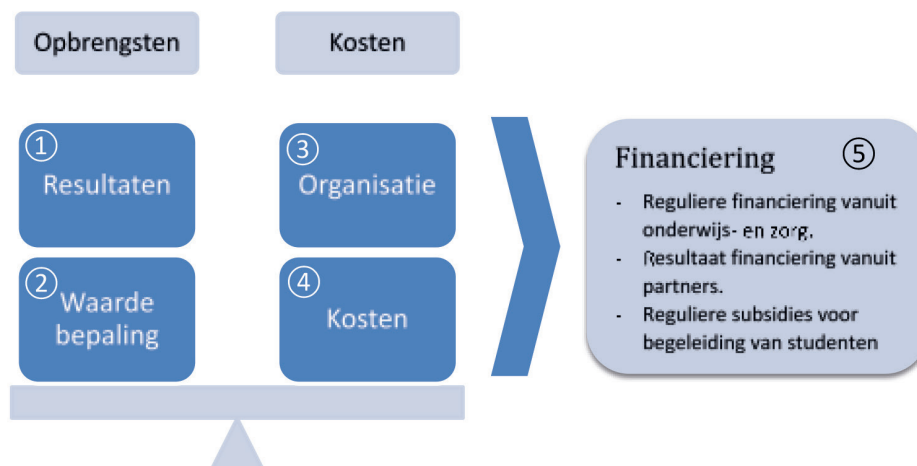 Opbrengsten
Kosten
① Resultaten
② Waarde
bepaling
③ Organisatie
④ Kosten
Financiering ⑤
- Reguliere financiering vanuit
onderwijs- en zorg.
- Resultaat financiering vanuit
partners.
- Reguliere subsidies voor
begeleiding van studenten